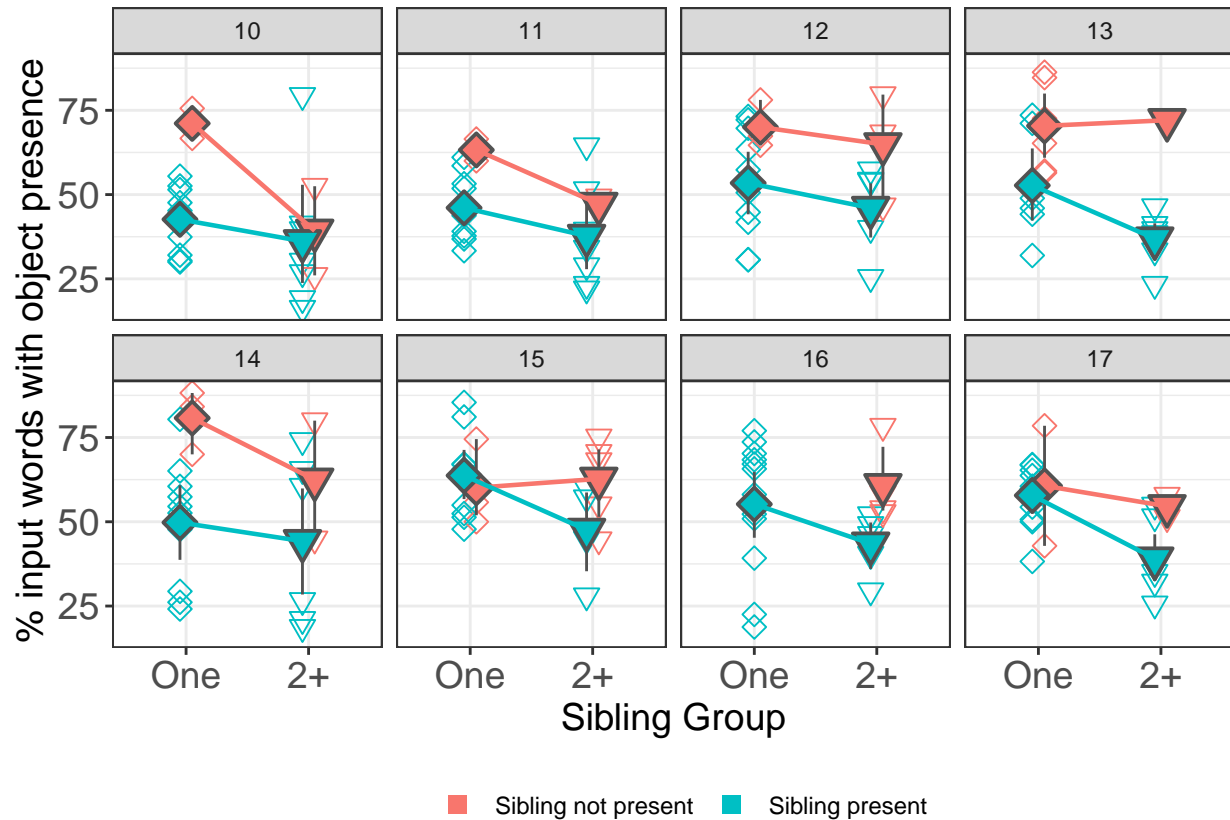 % input words with object presence
10 11 12 13
75
50
25
14 15 16 17
75
50
25
One 2+ One 2+ One 2+ One 2+
Sibling Group
Sibling not present Sibling present